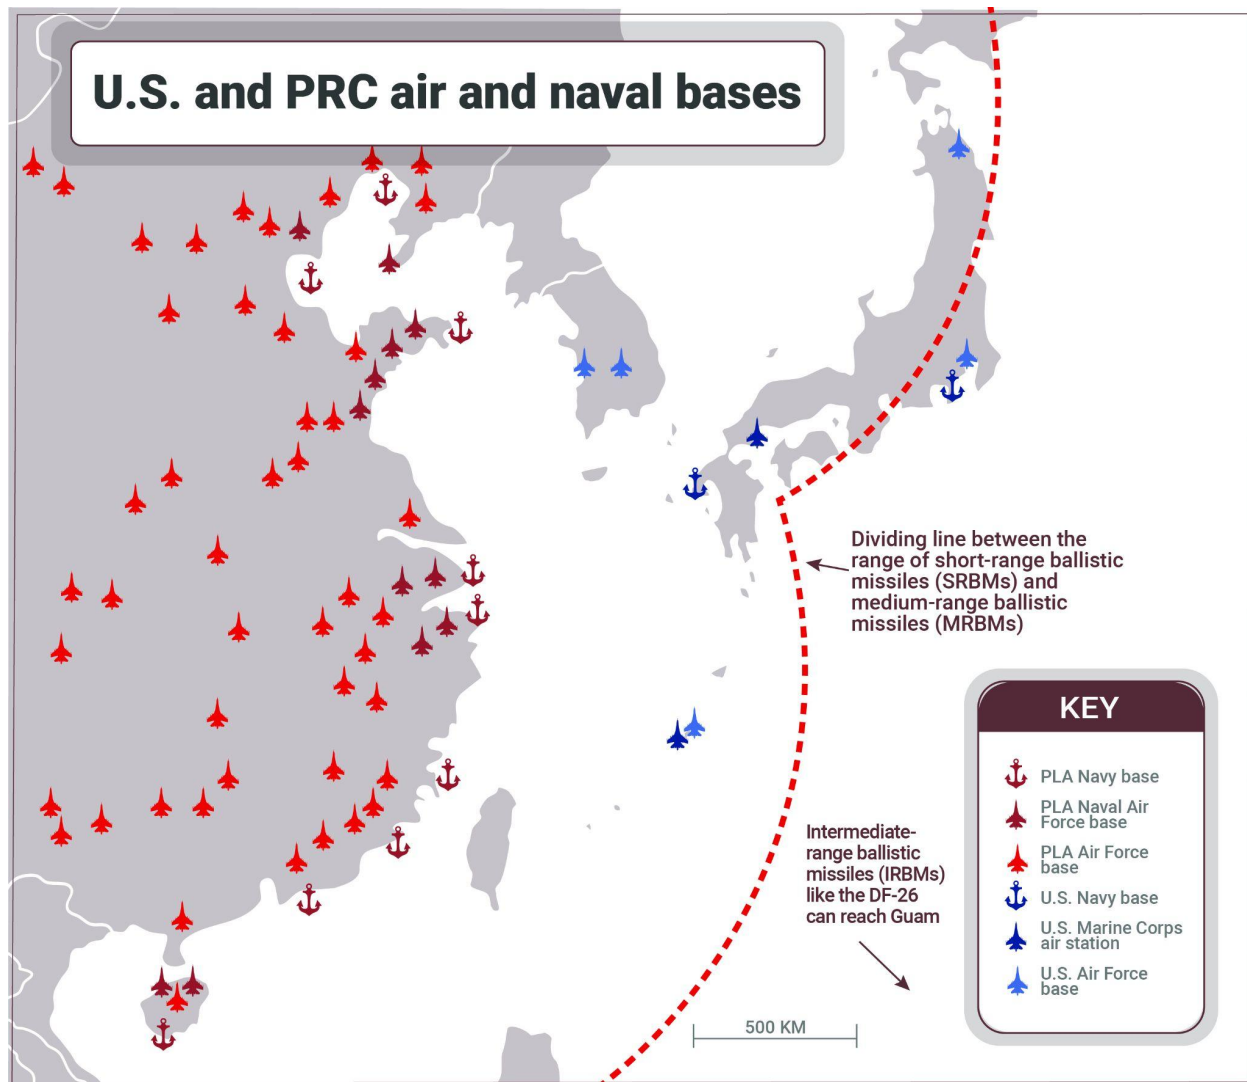 U.S. and PRC air and naval bases
Dividing line between the
range of short-range ballistic
missiles (SRBMs) and
medium-range ballistic
missiles (MRBMs)
Intermediate-
range ballistic
missiles (IRBMs)
like the DF-26
can reach Guam
500 KM
KEY
PLA Navy base
PLA Naval Air
Force base
PLA Air Force
base
U.S. Navy base
U.S. Marine Corps
air station
U.S. Air Force
base